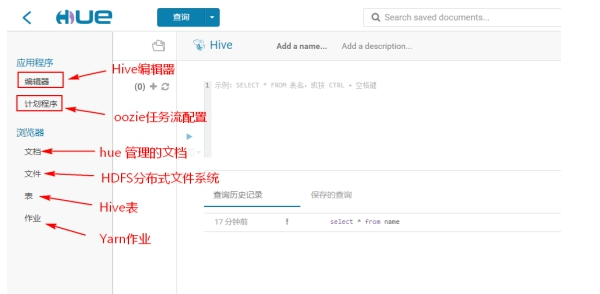 HUE
查询
Search saved documents...
Hive
Add a name...
Add a description...
应用程序
编辑器
Hive编辑器
(0)
计划程序
oozie任务流配置
1 示例: SELECT * FROM 表名，或按 CTRL + 空格键
浏览器
文档
hue 管理的文档
文件
HDFS分布式文件系统
表
Hive表
作业
Yarn作业
查询历史记录
保存的查询
17 分钟前
!
select * from name